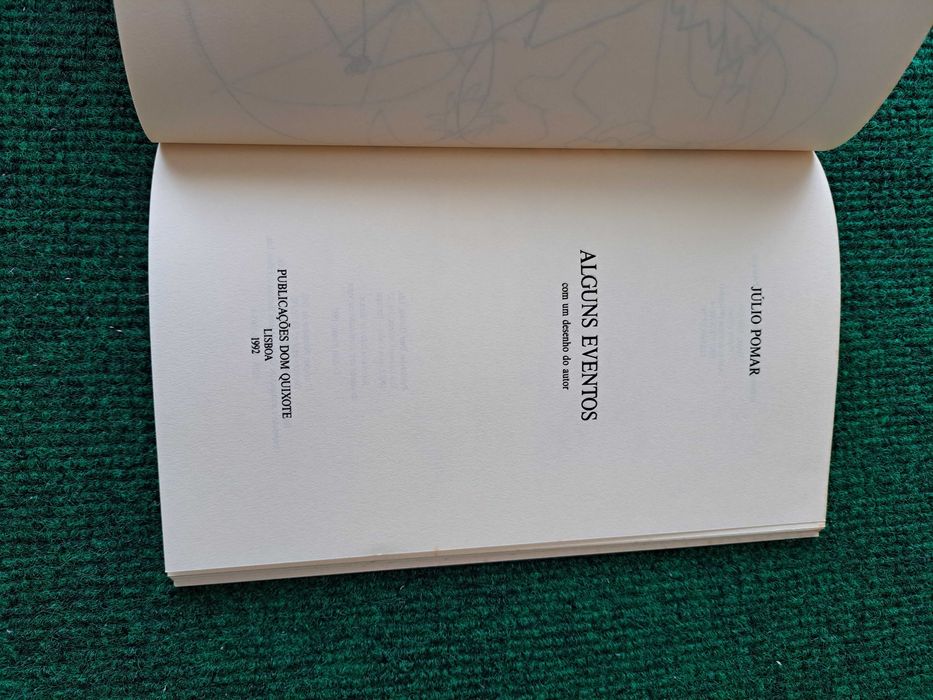 JÚLIO POMAR
ALGUNS EVENTOS
com um desenho do autor
PUBLICAÇÕES DOM QUIXOTE
LISBOA
1992